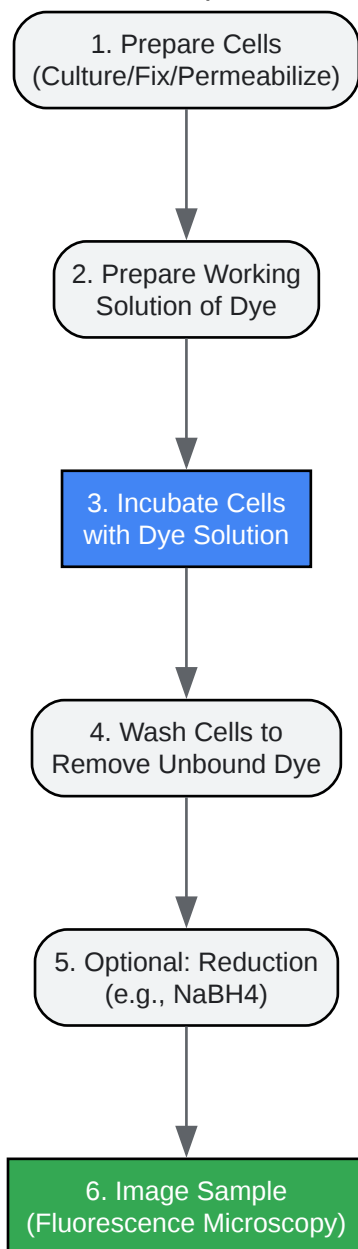 1. Prepare Cells
(Culture/Fix/Permeabilize)
2. Prepare Working
Solution of Dye
3. Incubate Cells
with Dye Solution
4. Wash Cells to
Remove Unbound Dye
5. Optional: Reduction
(e.g., NaBH4)
6. Image Sample
(Fluorescence Microscopy)